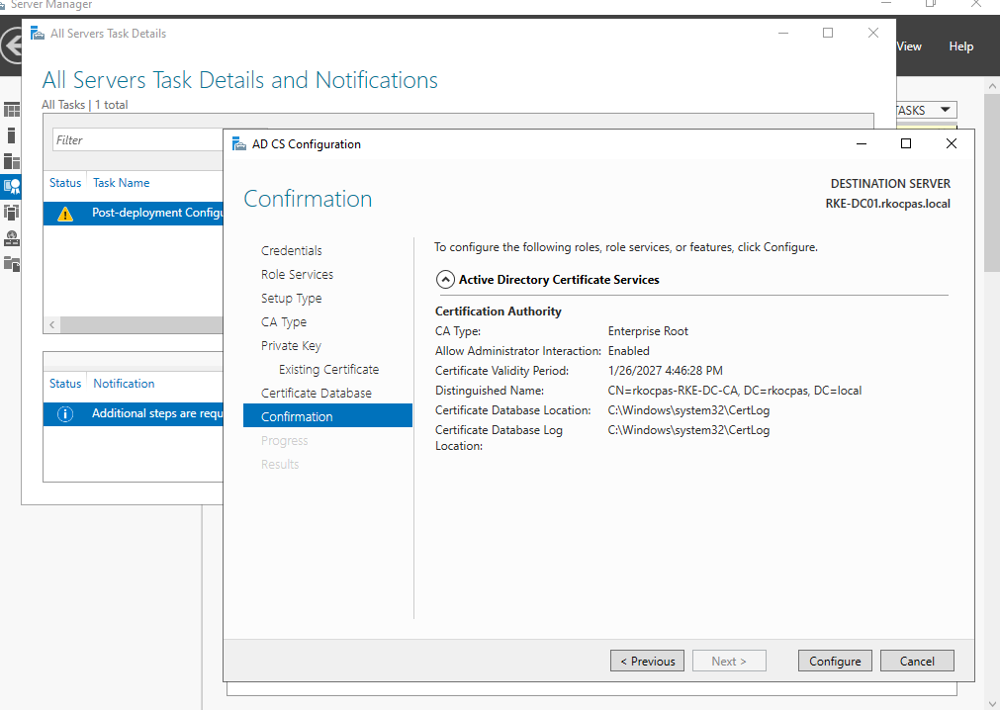 Server Manager
All Servers Task Details
View
Help
All Servers Task Details and Notifications
All Tasks | 1 total
TASKS
Filter
Status
Task Name
Post-deployment Configu
Status
Notification
Additional steps are requ
AD CS Configuration
Confirmation
DESTINATION SERVER
RKE-DC01.rkocpas.local
Credentials
Role Services
Setup Type
CA Type
Private Key
Existing Certificate
Certificate Database
Confirmation
Progress
Results
To configure the following roles, role services, or features, click Configure.
Active Directory Certificate Services
Certification Authority
CA Type: Enterprise Root
Allow Administrator Interaction: Enabled
Certificate Validity Period: 1/26/2027 4:46:28 PM
Distinguished Name: CN=rkocpas-RKE-DC-CA, DC=rkocpas, DC=local
Certificate Database Location: C:\Windows\system32\CertLog
Certificate Database Log Location: C:\Windows\system32\CertLog
< Previous
Next >
Configure
Cancel